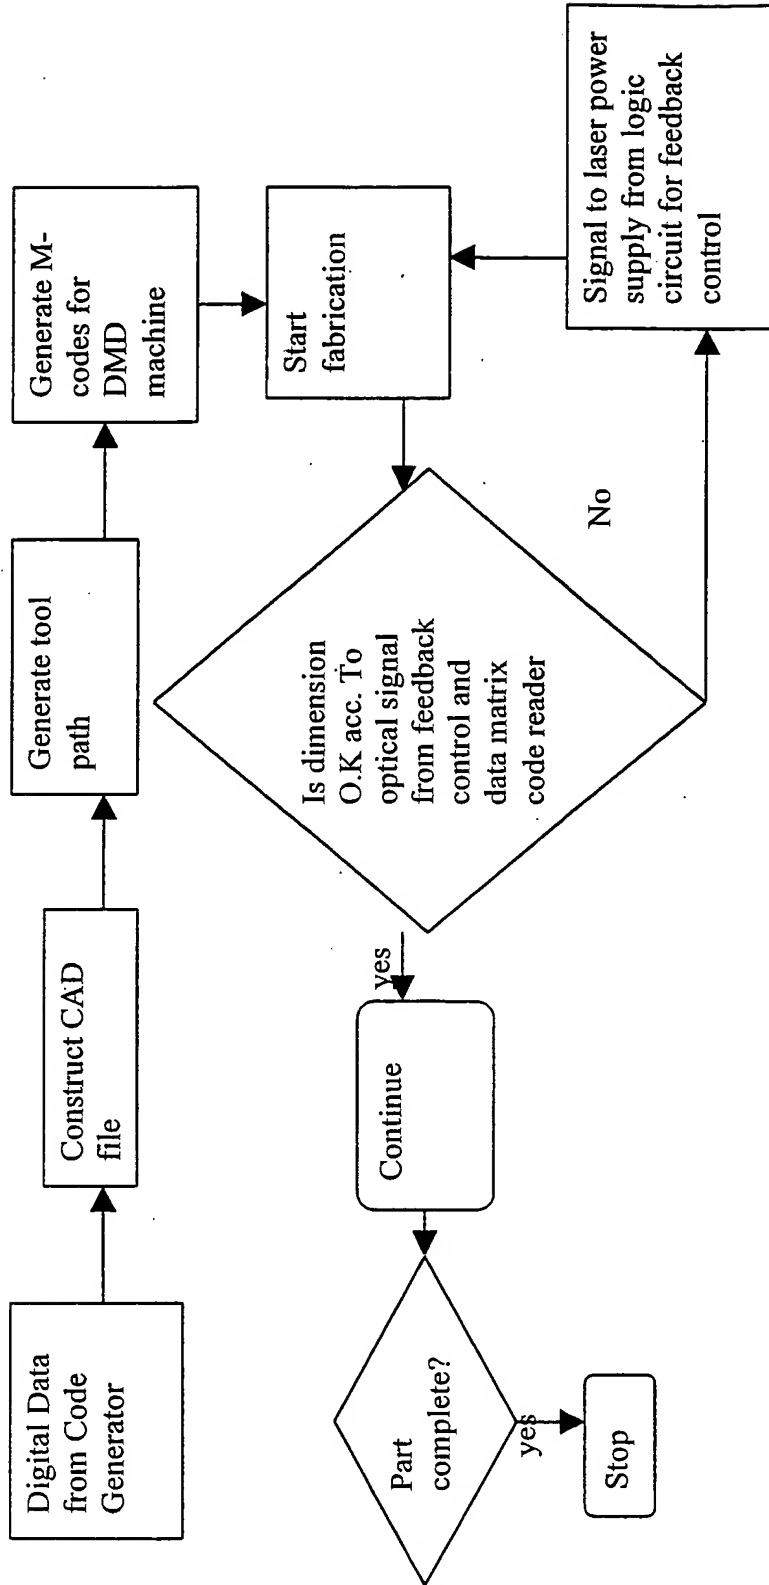 Digital Data
from Code
Generator
Construct CAD
file
Generate tool
path
Generate M-
codes for
DMD
machine
Start
fabrication
Is dimension
O.K acc. To
optical signal
from feedback
control and
data matrix
code reader
No
Signal to laser power
supply from logic
circuit for feedback
control
yes
Continue
Part
complete?
yes
Stop